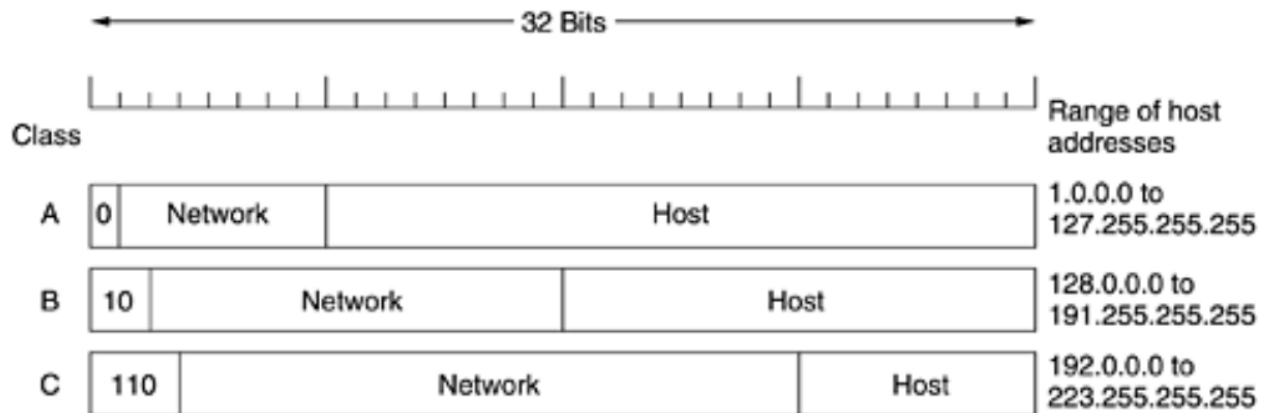 32 Bits
Class
Range of host
addresses
A
0
Network
Host
1.0.0.0 to
127.255.255.255
B
10
Network
Host
128.0.0.0 to
191.255.255.255
C
110
Network
Host
192.0.0.0 to
223.255.255.255